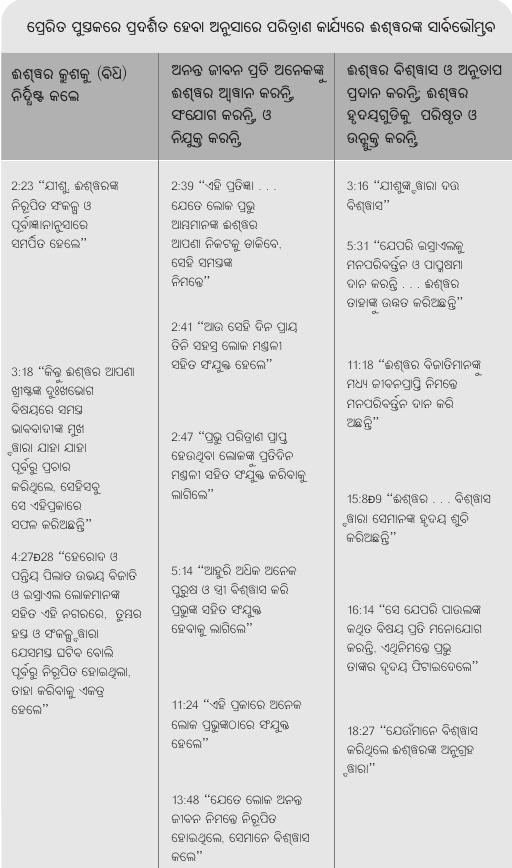 ପ୍ରେରିତ ପୁସ୍ତକରେ ପ୍ରଦର୍ଶିତ ହେବା ଅନୁସାରେ ପରିତ୍ରାଣ କାର୍ଯ୍ୟରେ ଈଶ୍ୱରଙ୍କ ସାର୍ବଭୌମ୍ତ୍ବ
ଈଶ୍ୱର କ୍ରୁଶକୁ (ବିଧି)
ନିର୍ଦ୍ଧିଷ୍ଟ କଲେ
2:23 “ଯୀଶୁ, ଈଶ୍ୱରଙ୍କ
ନିରୂପିତ ସଂକଳ୍ପ ଓ
ପୂର୍ବଜ୍ଞାନାନୁସାରେ
ସମର୍ପିତ ହେଲେ”
3:18 “କିନ୍ତୁ ଈଶ୍ୱର ଆପଣା
ଖ୍ରୀଷ୍ଟଙ୍କ ଦୁଃଖଭୋଗ
ବିଷୟରେ ସମସ୍ତ
ଭାବବାଦୀଙ୍କ ମୁଖ
ଦ୍ୱାରା ଯାହା ଯାହା
ପୂର୍ବରୁ ପ୍ରଚାର
କରିଥିଲେ, ସେହିସବୁ
ସେ ଏହିପ୍ରକାରେ
ସଫଳ କରିଅଛନ୍ତି”
4:27Ð28 “ହେରୋଦ ଓ
ପନ୍ତିୟ ପିଲାତ ଉଭୟ ବିଜାତି
ଓ ଇସ୍ରାଏଲ ଲୋକମାନଙ୍କ
ସହିତ ଏହି ନଗରରେ, ତୁମ୍ଭର
ହସ୍ତ ଓ ସଂକଳ୍ପ ଦ୍ୱାରା
ଯେସମସ୍ତ ଘଟିବ ବୋଲି
ପୂର୍ବରୁ ନିରୂପିତ ହୋଇଥିଲା,
ତାହା କରିବାକୁ ଏକତ୍ର
ହେଲେ”
ଅନନ୍ତ ଜୀବନ ପ୍ରତି ଅନେକଙ୍କୁ
ଈଶ୍ୱର ଆହ୍ୱାନ କରନ୍ତି,
ସଂଯୋଗ କରନ୍ତି, ଓ
ନିଯୁକ୍ତ କରନ୍ତି
2:39 “ଏହି ପ୍ରତିଜ୍ଞା . . .
ଯେତେ ଲୋକ ପ୍ରଭୁ
ଆମ୍ଭମାନଙ୍କ ଈଶ୍ୱର
ଆପଣା ନିକଟକୁ ଡାକିବେ,
ସେହି ସମସ୍ତଙ୍କ
ନିମନ୍ତେ”
2:41 “ଆଉ ସେହି ଦିନ ପ୍ରାୟ
ତିନି ସହସ୍ର ଲୋକ ମଣ୍ଡଳୀ
ସହିତ ସଂଯୁକ୍ତ ହେଲେ”
2:47 “ପ୍ରଭୁ ପରିତ୍ରାଣ ପ୍ରାପ୍ତ
ହେଉଥିବା ଲୋକଙ୍କୁ ପ୍ରତିଦିନ
ମଣ୍ଡଳୀ ସହିତ ସଂଯୁକ୍ତ କରିବାକୁ
ଲାଗିଲେ”
5:14 “ଆହୁରି ଅଧିକ ଅନେକ
ପୁରୁଷ ଓ ସ୍ତ୍ରୀ ବିଶ୍ୱାସ କରି
ପ୍ରଭୁଙ୍କ ସହିତ ସଂଯୁକ୍ତ
ହେବାକୁ ଲାଗିଲେ”
11:24 “ଏହି ପ୍ରକାରେ ଅନେକ
ଲୋକ ପ୍ରଭୁଙ୍କଠାରେ ସଂଯୁକ୍ତ
ହେଲେ”
13:48 “ଯେତେ ଲୋକ ଅନନ୍ତ
ଜୀବନ ନିମନ୍ତେ ନିରୂପିତ
ହୋଇଥିଲେ, ସେମାନେ ବିଶ୍ୱାସ
କଲେ”
ଈଶ୍ୱର ବିଶ୍ୱାସ ଓ ଅନୁତାପ
ପ୍ରଦାନ କରନ୍ତି; ଈଶ୍ୱର
ହୃଦୟଗୁଡିକୁ ପରିଷ୍କୃତ ଓ
ଉନ୍ମୁକ୍ତ କରନ୍ତି
3:16 “ଯୀଶୁଙ୍କ ଦ୍ୱାରା ଦତ୍ତ
ବିଶ୍ୱାସ”
5:31 “ଯେପରି ଇସ୍ରାଏଲକୁ
ମନପରିବର୍ତ୍ତନ ଓ ପାପକ୍ଷମା
ଦାନ କରନ୍ତି . . . ଈଶ୍ୱର
ତାହାଙ୍କୁ ଉନ୍ନତ କରିଅଛନ୍ତି”
11:18 “ଈଶ୍ୱର ବିଜାତିମାନଙ୍କୁ
ମଧ୍ୟ ଜୀବନପ୍ରାପ୍ତି ନିମନ୍ତେ
ମନପରିବର୍ତ୍ତନ ଦାନ କରି
ଅଛନ୍ତି”
15:8Ð9 “ଈଶ୍ୱର . . . ବିଶ୍ୱାସ
ଦ୍ୱାରା ସେମାନଙ୍କ ହୃଦୟ ଶୁଚି
କରିଅଛନ୍ତି”
16:14 “ସେ ଯେପରି ପାଉଲଙ୍କ
କଥିତ ବିଷୟ ପ୍ରତି ମନୋଯୋଗ
କରନ୍ତି, ଏଥିନିମନ୍ତେ ପ୍ରଭୁ
ତାଙ୍କର ହୃଦୟ ଫିଟାଇଦେଲେ”
18:27 “ଯେଉଁମାନେ ବିଶ୍ୱାସ
କରିଥିଲେ ଈଶ୍ୱରଙ୍କ ଅନୁଗ୍ରହ
ଦ୍ୱାରା”